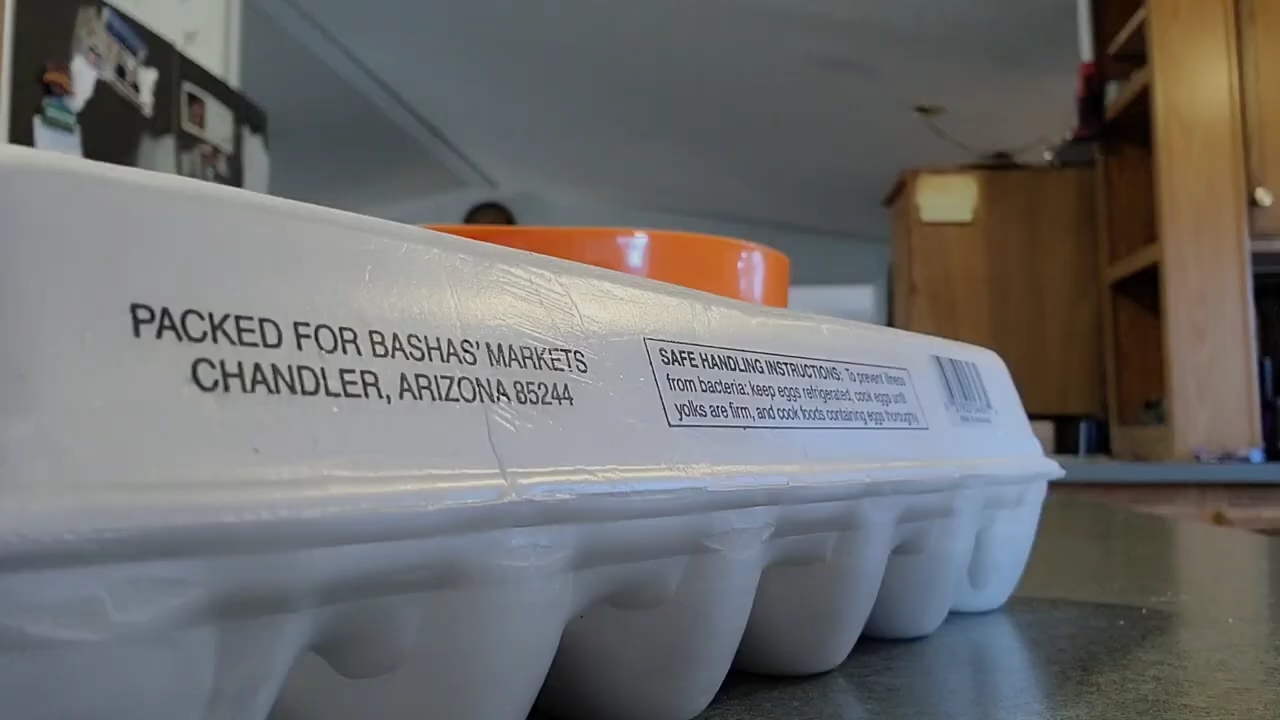 PACKED FOR BASHAS' MARKETS
CHANDLER, ARIZONA 85244
SAFE HANDLING INSTRUCTIONS: To prevent illness
from bacteria: keep eggs refrigerated, cook eggs until
yolks are firm, and cook foods containing eggs thoroughly.